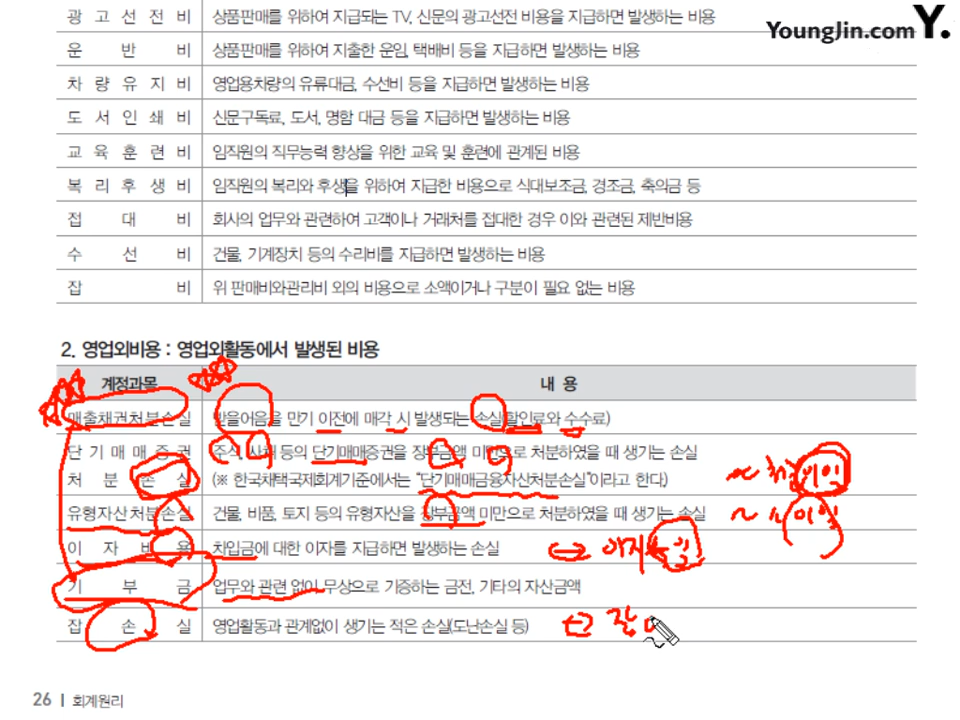 YoungJin.com Y.
광 고 선 전 비 상품판매를 위하여 지급되는 TV, 신문의 광고선전 비용을 지급하면 발생하는 비용
운 반 비 상품판매를 위하여 지출한 운임, 택배비 등을 지급하면 발생하는 비용
차 량 유 지 비 영업용차량의 유류대금, 수선비 등을 지급하면 발생하는 비용
도 서 인 쇄 비 신문구독료, 도서, 명함 대금 등을 지급하면 발생하는 비용
교 육 훈 련 비 임직원의 직무능력 향상을 위한 교육 및 훈련에 관계된 비용
복 리 후 생 비 임직원의 복리와 후생을 위하여 지급한 비용으로 식대보조금, 경조금, 축의금 등
접 대 비 회사의 업무와 관련하여 고객이나 거래처를 접대한 경우 이와 관련된 제반비용
수 선 비 건물, 기계장치 등의 수리비를 지급하면 발생하는 비용
잡 비 위 판매비와관리비 외의 비용으로 소액이거나 구분이 필요 없는 비용
2. 영업외비용 : 영업외활동에서 발생된 비용
계정과목 내 용
매출채권처분손실 받을어음을 만기 이전에 매각 시 발생되는 손실(할인료와 수수료)
단 기 매 매 증 권 주식, 사채 등의 단기매매증권을 장부금액 미만으로 처분하였을 때 생기는 손실
처 분 손 실 (※ 한국채택국제회계기준에서는 "단기매매금융자산처분손실"이라고 한다.)
이익
유형자산처분손실 건물, 비품, 토지 등의 유형자산을 장부금액 미만으로 처분하였을 때 생기는 손실
이익
이 자 비 용 차입금에 대한 이자를 지급하면 발생하는 손실
기 부 금 업무와 관련 없이 무상으로 기증하는 금전, 기타의 자산금액
잡 손 실 영업활동과 관계없이 생기는 적은 손실(도난손실 등)
26 | 회계원리